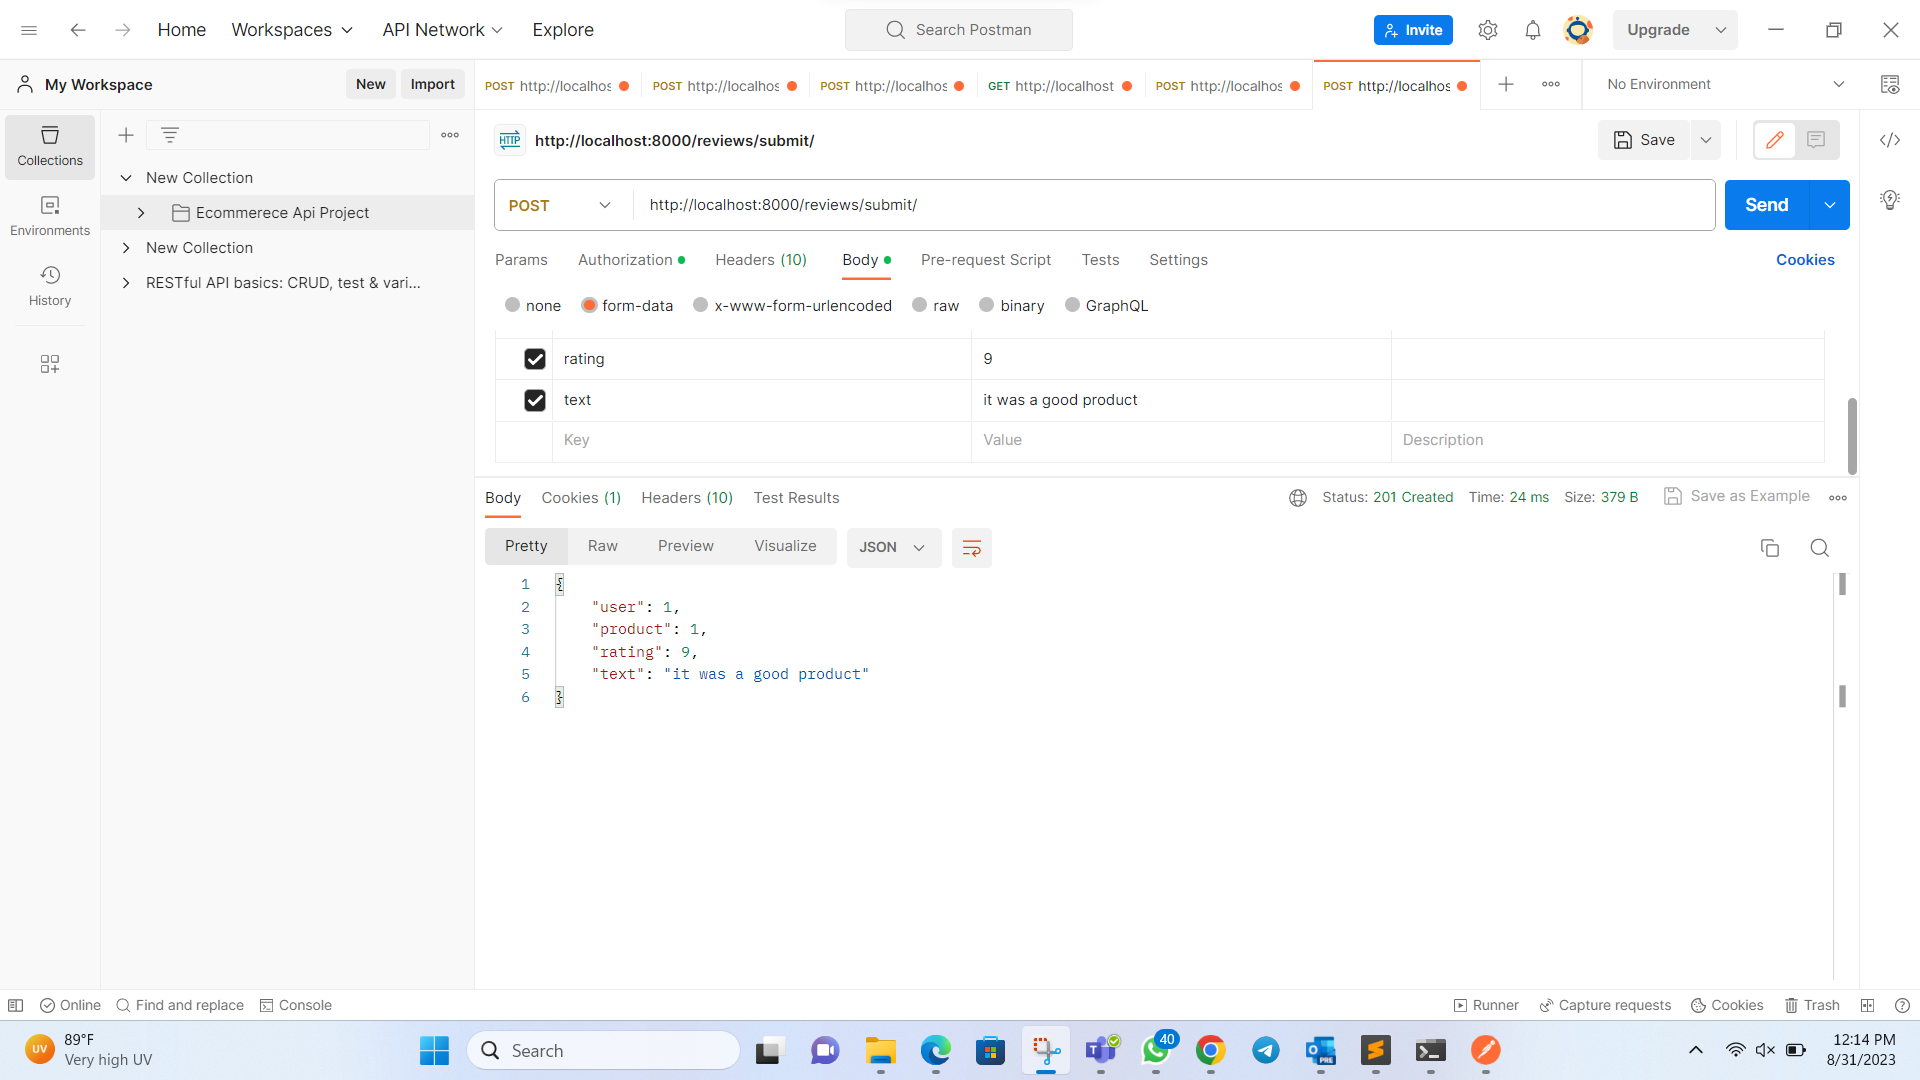 Home Workspaces API Network Explore Search Postman Invite Upgrade
My Workspace New Import
POST http://localhos POST http://localhos POST http://localhos GET http://localhost POST http://localhos POST http://localhos No Environment
Collections
Environments
History
New Collection
Ecommerece Api Project
New Collection
RESTful API basics: CRUD, test & vari...
HTTP http://localhost:8000/reviews/submit/ Save
POST http://localhost:8000/reviews/submit/ Send
Params Authorization Headers (10) Body Pre-request Script Tests Settings Cookies
none form-data x-www-form-urlencoded raw binary GraphQL
rating 9
text it was a good product
Key Value Description
Body Cookies (1) Headers (10) Test Results Status: 201 Created Time: 24 ms Size: 379 B Save as Example
Pretty Raw Preview Visualize JSON
1 {
2 "user": 1,
3 "product": 1,
4 "rating": 9,
5 "text": "it was a good product"
6 }
Online Find and replace Console Runner Capture requests Cookies Trash
UV 89°F
Very high UV
Search
40
PRE
12:14 PM
8/31/2023